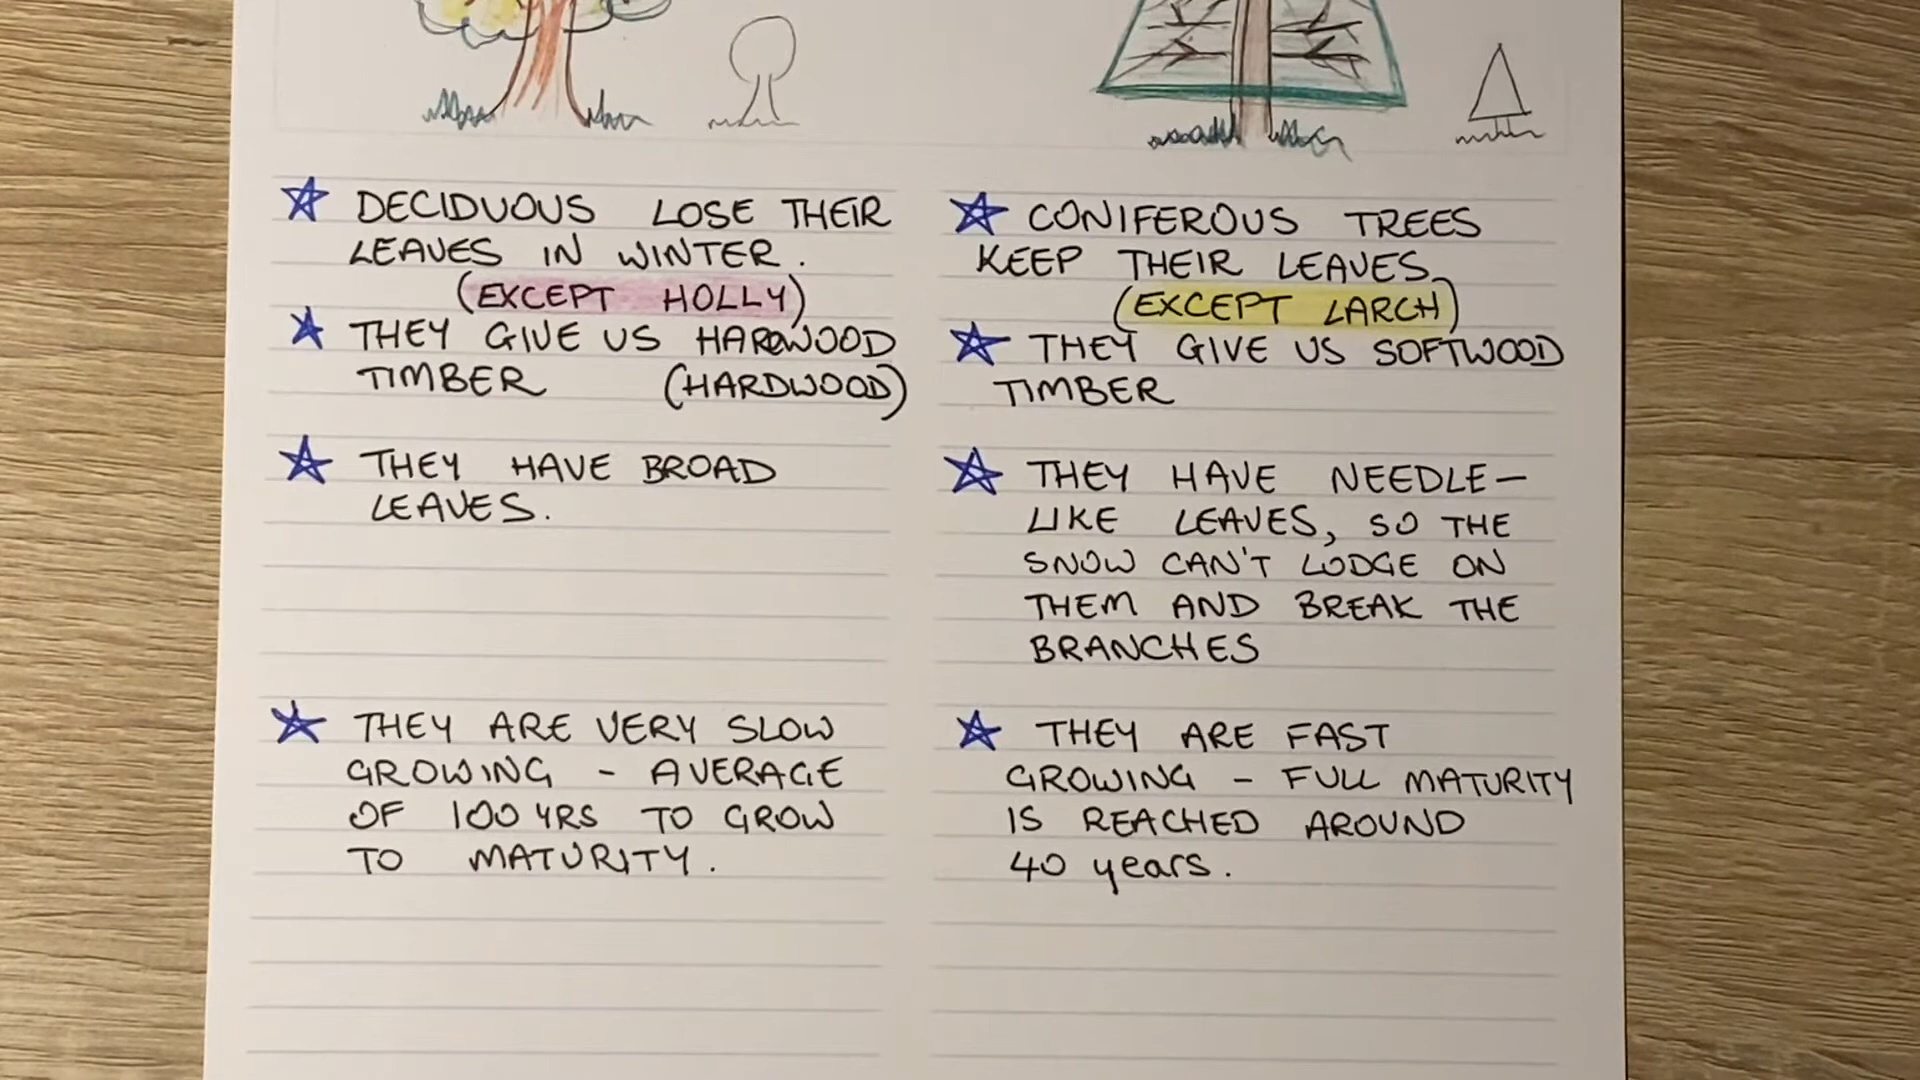 DECIDUOUS LOSE THEIR
LEAVES IN WINTER.
(EXCEPT HOLLY)
THEY GIVE US HARDWOOD
TIMBER (HARDWOOD)
THEY HAVE BROAD
LEAVES.
THEY ARE VERY SLOW
GROWING - AVERAGE
OF 100 YRS TO GROW
TO MATURITY.
CONIFEROUS TREES
KEEP THEIR LEAVES
(EXCEPT LARCH)
THEY GIVE US SOFTWOOD
TIMBER
THEY HAVE NEEDLE-
LIKE LEAVES, SO THE
SNOW CAN'T LODGE ON
THEM AND BREAK THE
BRANCHES
THEY ARE FAST
GROWING - FULL MATURITY
IS REACHED AROUND
40 years.